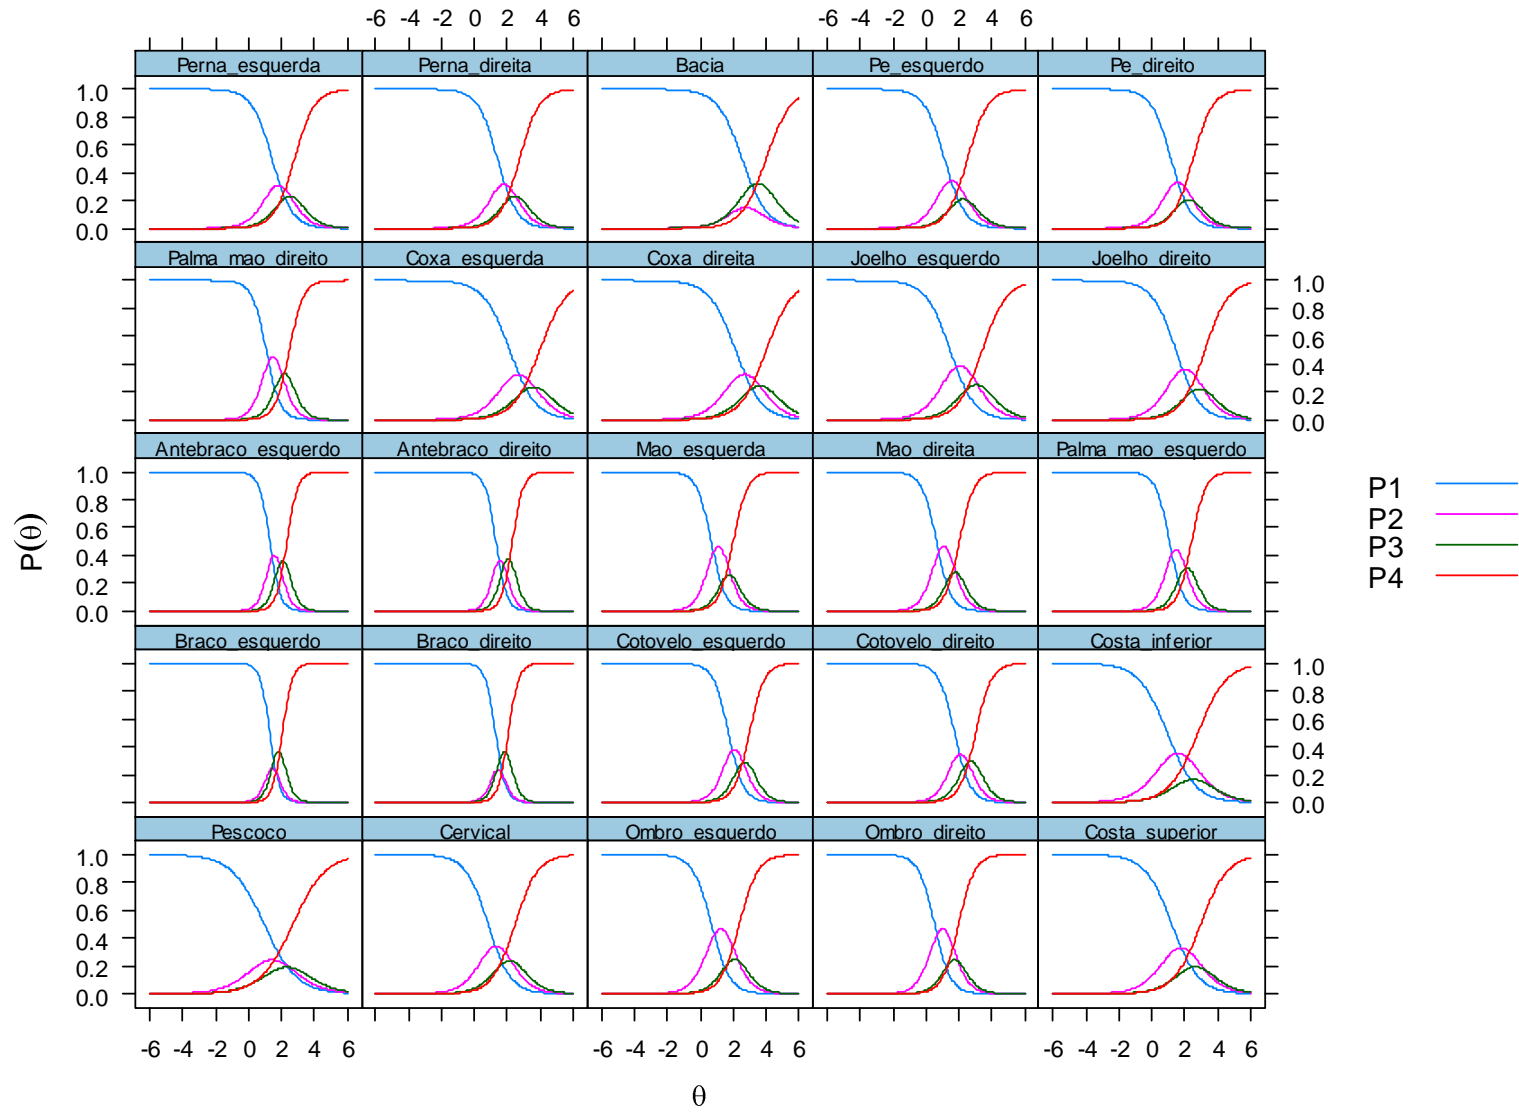 -6 -4 -2 0 2 4 6 -6 -4 -2 0 2 4 6
Perna_esquerda Perna_direita Bacia Pe_esquerdo Pe_direito
1.0
0.8
0.6
0.4
0.2
0.0
Palma_mao_direito Coxa_esquerda Coxa_direita Joelho_esquerdo Joelho_direito
1.0
0.8
0.6
0.4
0.2
0.0
Antebraco_esquerdo Antebraco_direito Mao_esquerda Mao_direita Palma_mao_esquerdo
1.0
0.8
0.6
0.4
0.2
0.0
P(θ)
P1
P2
P3
P4
Braco_esquerdo Braco_direito Cotovelo_esquerdo Cotovelo_direito Costa_inferior
1.0
0.8
0.6
0.4
0.2
0.0
Pescoco Cervical Ombro_esquerdo Ombro_direito Costa_superior
1.0
0.8
0.6
0.4
0.2
0.0
-6 -4 -2 0 2 4 6 -6 -4 -2 0 2 4 6 -6 -4 -2 0 2 4 6
θ